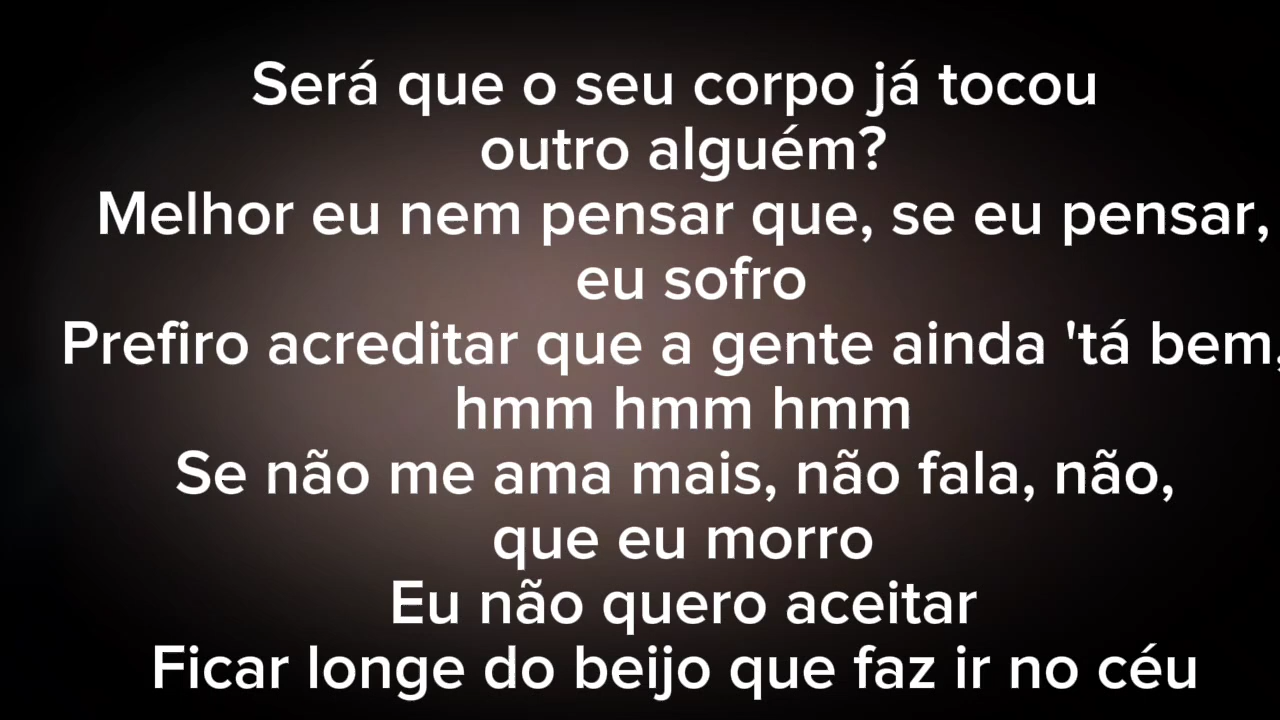 Será que o seu corpo já tocou
outro alguém?
Melhor eu nem pensar que, se eu pensar,
eu sofro
Prefiro acreditar que a gente ainda 'tá bem,
hmm hmm hmm
Se não me ama mais, não fala, não,
que eu morro
Eu não quero aceitar
Ficar longe do beijo que faz ir no céu